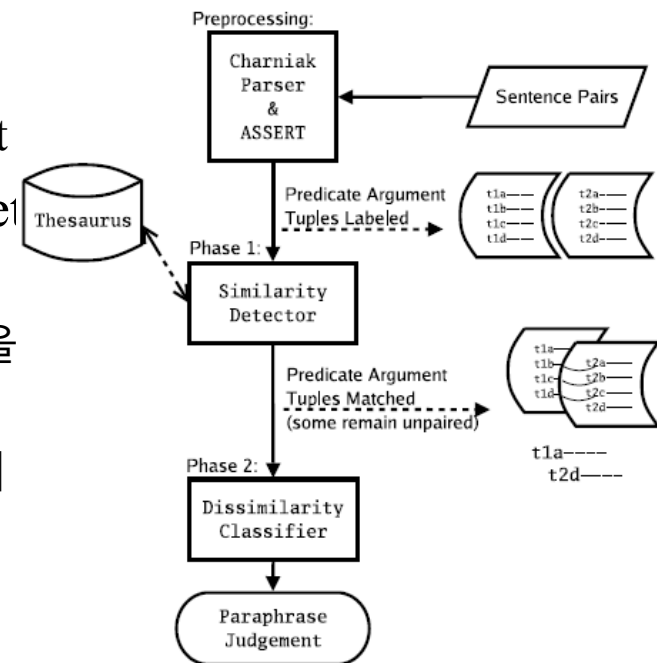 Preprocessing:
Charniak
Parser
&
ASSERT
Sentence Pairs
t
et
Thesaurus
Predicate Argument
Tuples Labeled
t1a
t1b
t1c
t1d
t2a
t2b
t2c
t2d
Phase 1:
Similarity
Detector
을
Predicate Argument
Tuples Matched
(some remain unpaired)
t1a
t1b
t1c
t1d
t2a
t2b
t2c
t2d
t1a----
t2d----
Phase 2:
Dissimilarity
Classifier
Paraphrase
Judgement